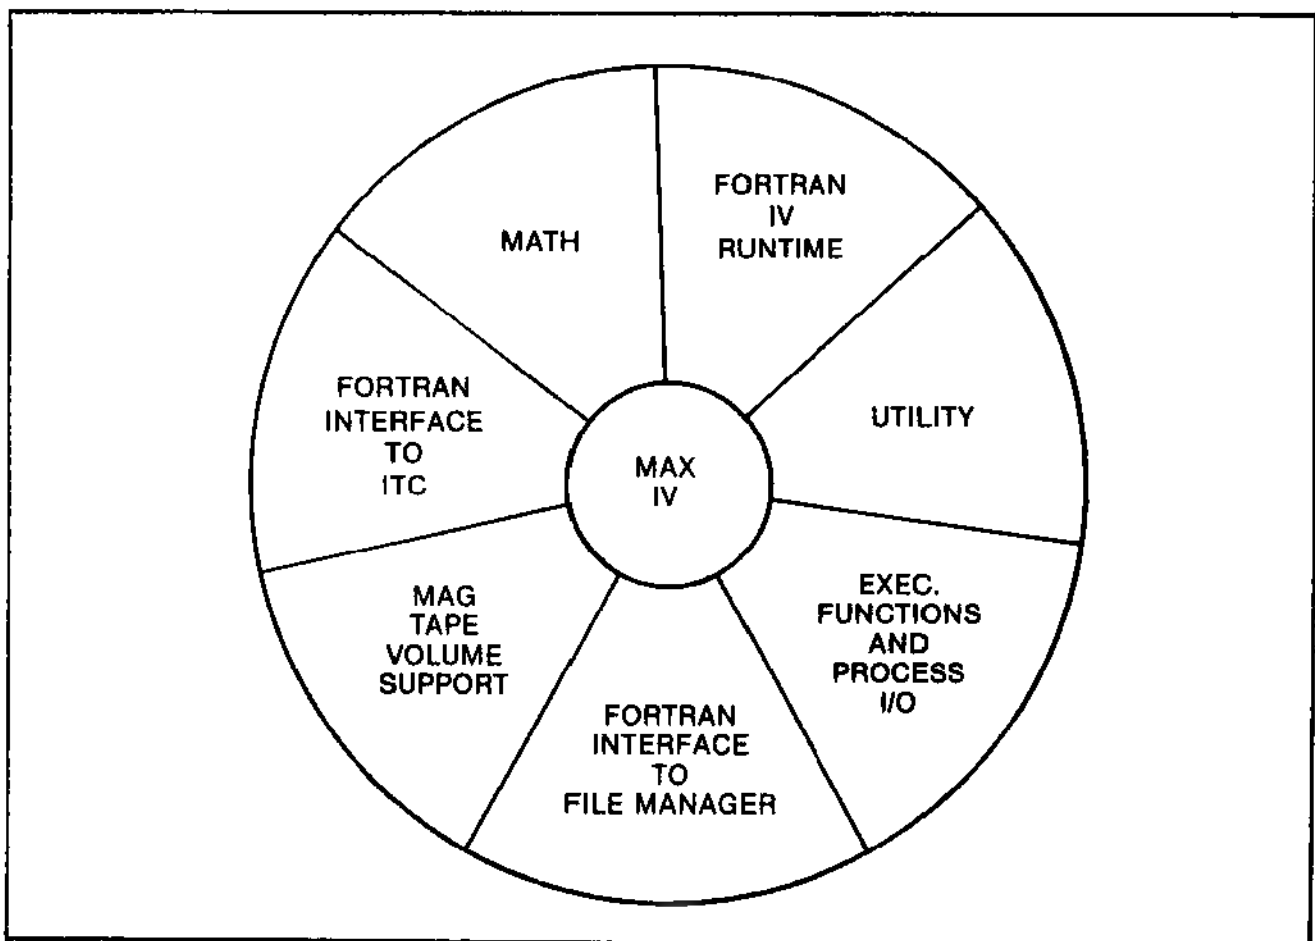 MATH
FORTRAN
IV
RUNTIME
UTILITY
EXEC.
FUNCTIONS
AND
PROCESS
I/O
FORTRAN
INTERFACE
TO
FILE MANAGER
MAG
TAPE
VOLUME
SUPPORT
FORTRAN
INTERFACE
TO
ITC
MAX
IV